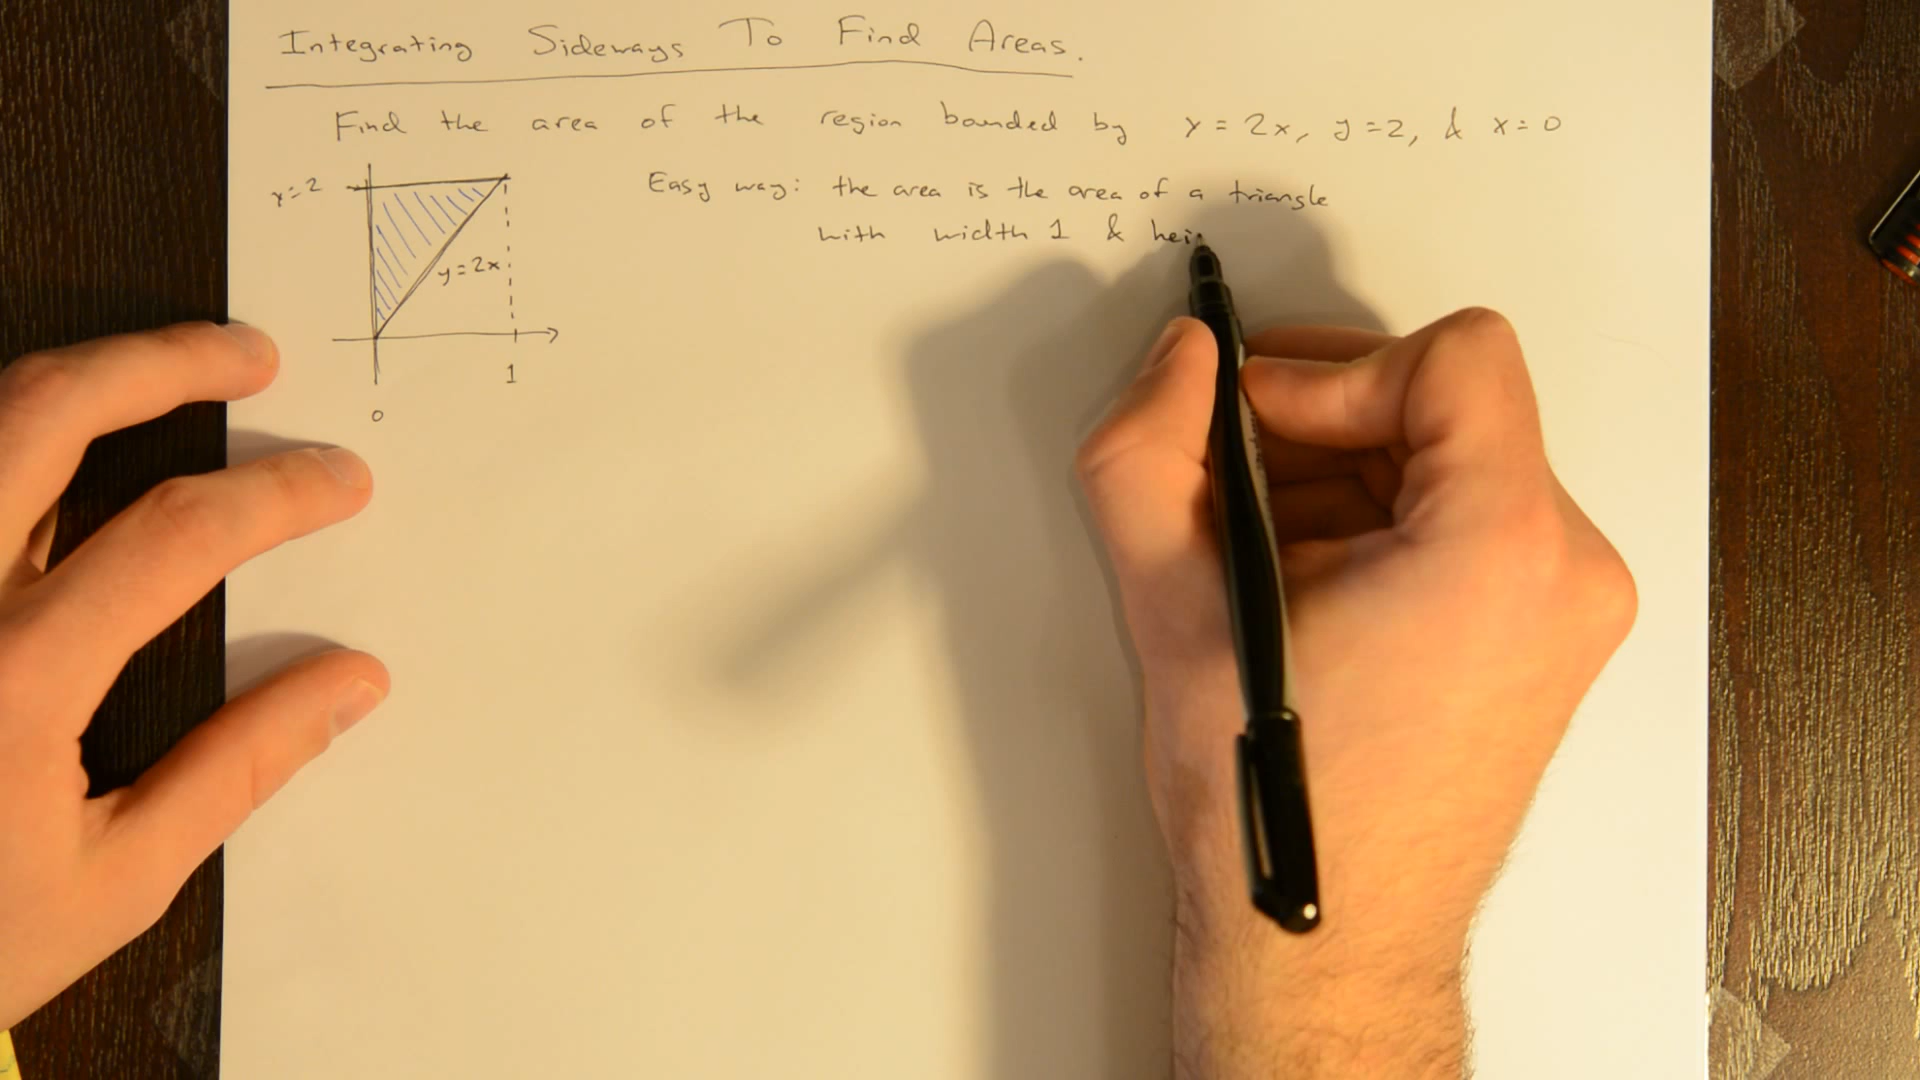 Integrating Sideways To Find Areas.
Find the area of the region bounded by y = 2x, y = 2, & x = 0
y = 2
Easy way: the area is the area of a triangle
with width 1 & hei
y = 2x
1
0